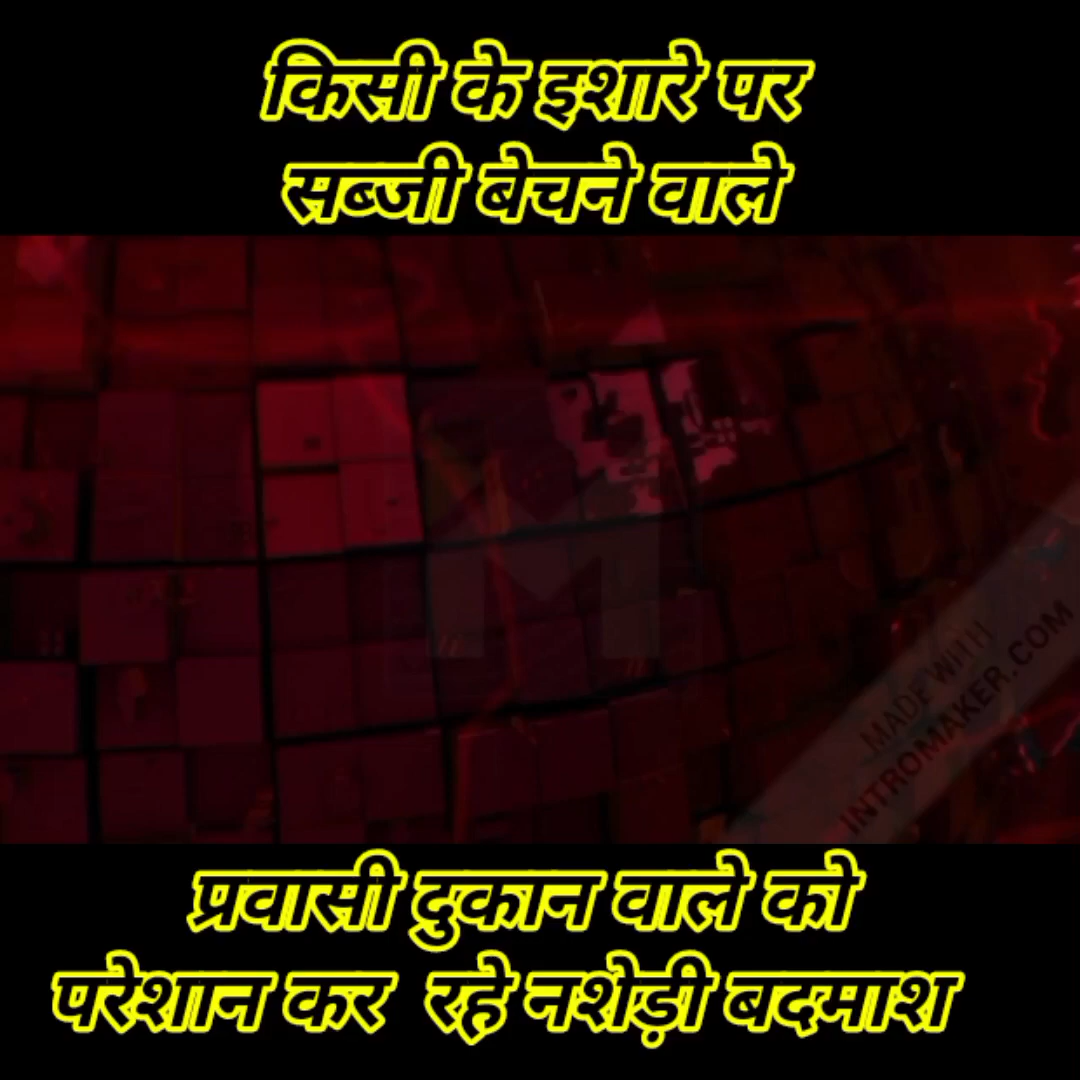 किसी के इशारे पर
सब्जी बेचने वाले
MADE WITH
INTROMAKER.COM
प्रवासी दुकान वाले को
परेशान कर रहे नशेड़ी बदमाश